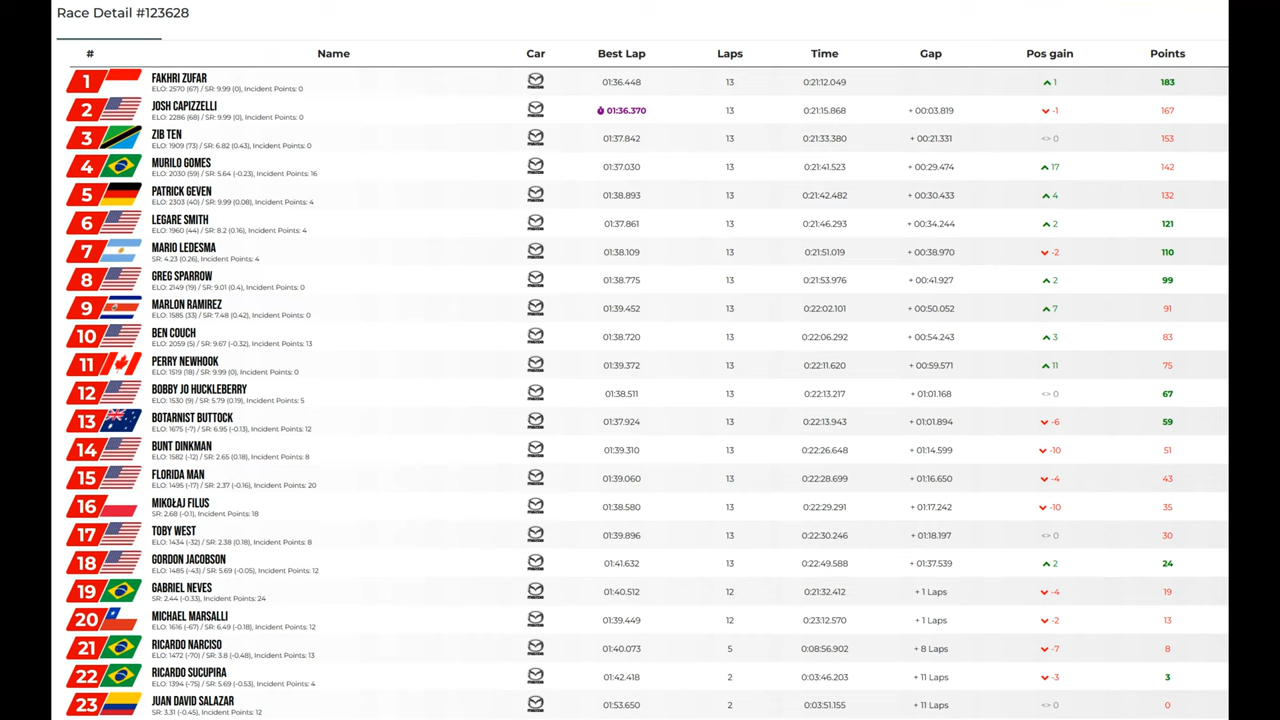 Race Detail #123628
# Name Car Best Lap Laps Time Gap Pos gain Points
1 FAKHRI ZUFAR 01:36.448 13 0:21:12.049 1 183
ELO: 2570 (67) / SR: 9.99 (0), Incident Points: 0
2 JOSH CAPIZZELLI 01:36.370 13 0:21:15.868 + 00:03.819 -1 167
ELO: 2286 (68) / SR: 9.99 (0), Incident Points: 0
3 ZIB TEN 01:37.842 13 0:21:33.380 + 00:21.331 <> 0 153
ELO: 1909 (73) / SR: 6.82 (0.43), Incident Points: 0
4 MURILO GOMES 01:37.030 13 0:21:41.523 + 00:29.474 17 142
ELO: 2030 (59) / SR: 5.64 (-0.23), Incident Points: 16
5 PATRICK GEVEN 01:38.893 13 0:21:42.482 + 00:30.433 4 132
ELO: 2303 (40) / SR: 9.99 (0.08), Incident Points: 4
6 LEGARE SMITH 01:37.861 13 0:21:46.293 + 00:34.244 2 121
ELO: 1960 (44) / SR: 8.2 (0.16), Incident Points: 4
7 MARIO LEDESMA 01:38.109 13 0:21:51.019 + 00:38.970 -2 110
SR: 4.23 (0.26), Incident Points: 4
8 GREG SPARROW 01:38.775 13 0:21:53.976 + 00:41.927 2 99
ELO: 2149 (19) / SR: 9.01 (0.4), Incident Points: 0
9 MARLON RAMIREZ 01:39.452 13 0:22:02.101 + 00:50.052 7 91
ELO: 1585 (33) / SR: 7.48 (0.42), Incident Points: 0
10 BEN COUCH 01:38.075 13 0:22:06.292 + 00:54.243 3 83
ELO: 2059 (5) / SR: 9.67 (-0.32), Incident Points: 13
11 PERRY NEWHOOK 01:39.372 13 0:22:11.620 + 00:59.571 11 75
ELO: 1519 (18) / SR: 9.99 (0), Incident Points: 0
12 BOBBY JO HUCKLEBERRY 01:38.511 13 0:22:13.217 + 01:01.168 <> 0 67
ELO: 1530 (9) / SR: 5.79 (0.19), Incident Points: 5
13 BOTARNIST BUTTOCK 01:37.924 13 0:22:13.943 + 01:01.894 -6 59
ELO: 1675 (-7) / SR: 6.95 (-0.13), Incident Points: 12
14 BUNT DINKMAN 01:39.310 13 0:22:26.648 + 01:14.599 -10 51
ELO: 1582 (-12) / SR: 2.65 (0.18), Incident Points: 8
15 FLORIDA MAN 01:39.060 13 0:22:28.699 + 01:16.650 -4 43
ELO: 1495 (-17) / SR: 2.37 (-0.16), Incident Points: 20
16 MIKOŁAJ FILUS 01:38.580 13 0:22:29.291 + 01:17.242 -10 35
SR: 2.68 (-0.1), Incident Points: 18
17 TOBY WEST 01:39.896 13 0:22:30.246 + 01:18.197 <> 0 30
ELO: 1434 (-32) / SR: 2.38 (0.18), Incident Points: 8
18 GORDON JACOBSON 01:41.632 13 0:22:49.588 + 01:37.539 2 24
ELO: 1485 (-43) / SR: 5.69 (-0.05), Incident Points: 12
19 GABRIEL NEVES 01:40.257 12 0:21:32.412 + 1 Laps -4 19
SR: 2.44 (-0.33), Incident Points: 24
20 MICHAEL MARSALLI 01:40.727 12 0:22:12.570 + 1 Laps -2 13
ELO: 1616 (-67) / SR: 6.49 (-0.18), Incident Points: 12
21 RICARDO NARCISO 01:42.073 5 0:08:58.202 + 8 Laps -7 8
ELO: 1472 (-70) / SR: 3.8 (-0.48), Incident Points: 13
22 RICARDO SUCUPIRA 01:40.678 2 0:03:36.203 + 11 Laps -3 3
ELO: 1394 (-75) / SR: 5.69 (-0.53), Incident Points: 4
23 JUAN DAVID SALAZAR 01:53.650 2 0:03:51.055 + 11 Laps <> 0 0
SR: 3.31 (-0.45), Incident Points: 12